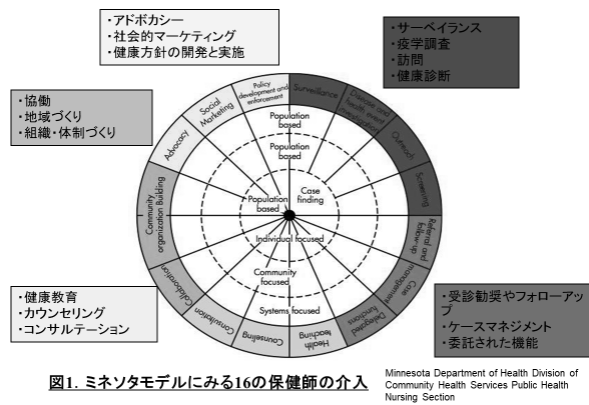 ・アドボカシー
・社会的マーケティング
・健康方針の開発と実施
・サーベイランス
・疫学調査
・訪問
・健康診断
・協働
・地域づくり
・組織・体制づくり
Social
Marketing
Policy
development and
enforcement
Surveillance
Disease and
health event
investigation
Outreach
Screening
Advocacy
Population
based
Population
based
Population
based
Case
finding
Community
organization Building
Referral and
follow-up
Individual focused
Case
management
Collaboration
Community
focused
Systems focused
Consultation
Counseling
Health
teaching
Delegated
functions
・健康教育
・カウンセリング
・コンサルテーション
・受診勧奨やフォローアッ
プ
・ケースマネジメント
・委託された機能
図1. ミネソタモデルにみる16の保健師の介入
Minnesota Department of Health Division of
Community Health Services Public Health
Nursing Section